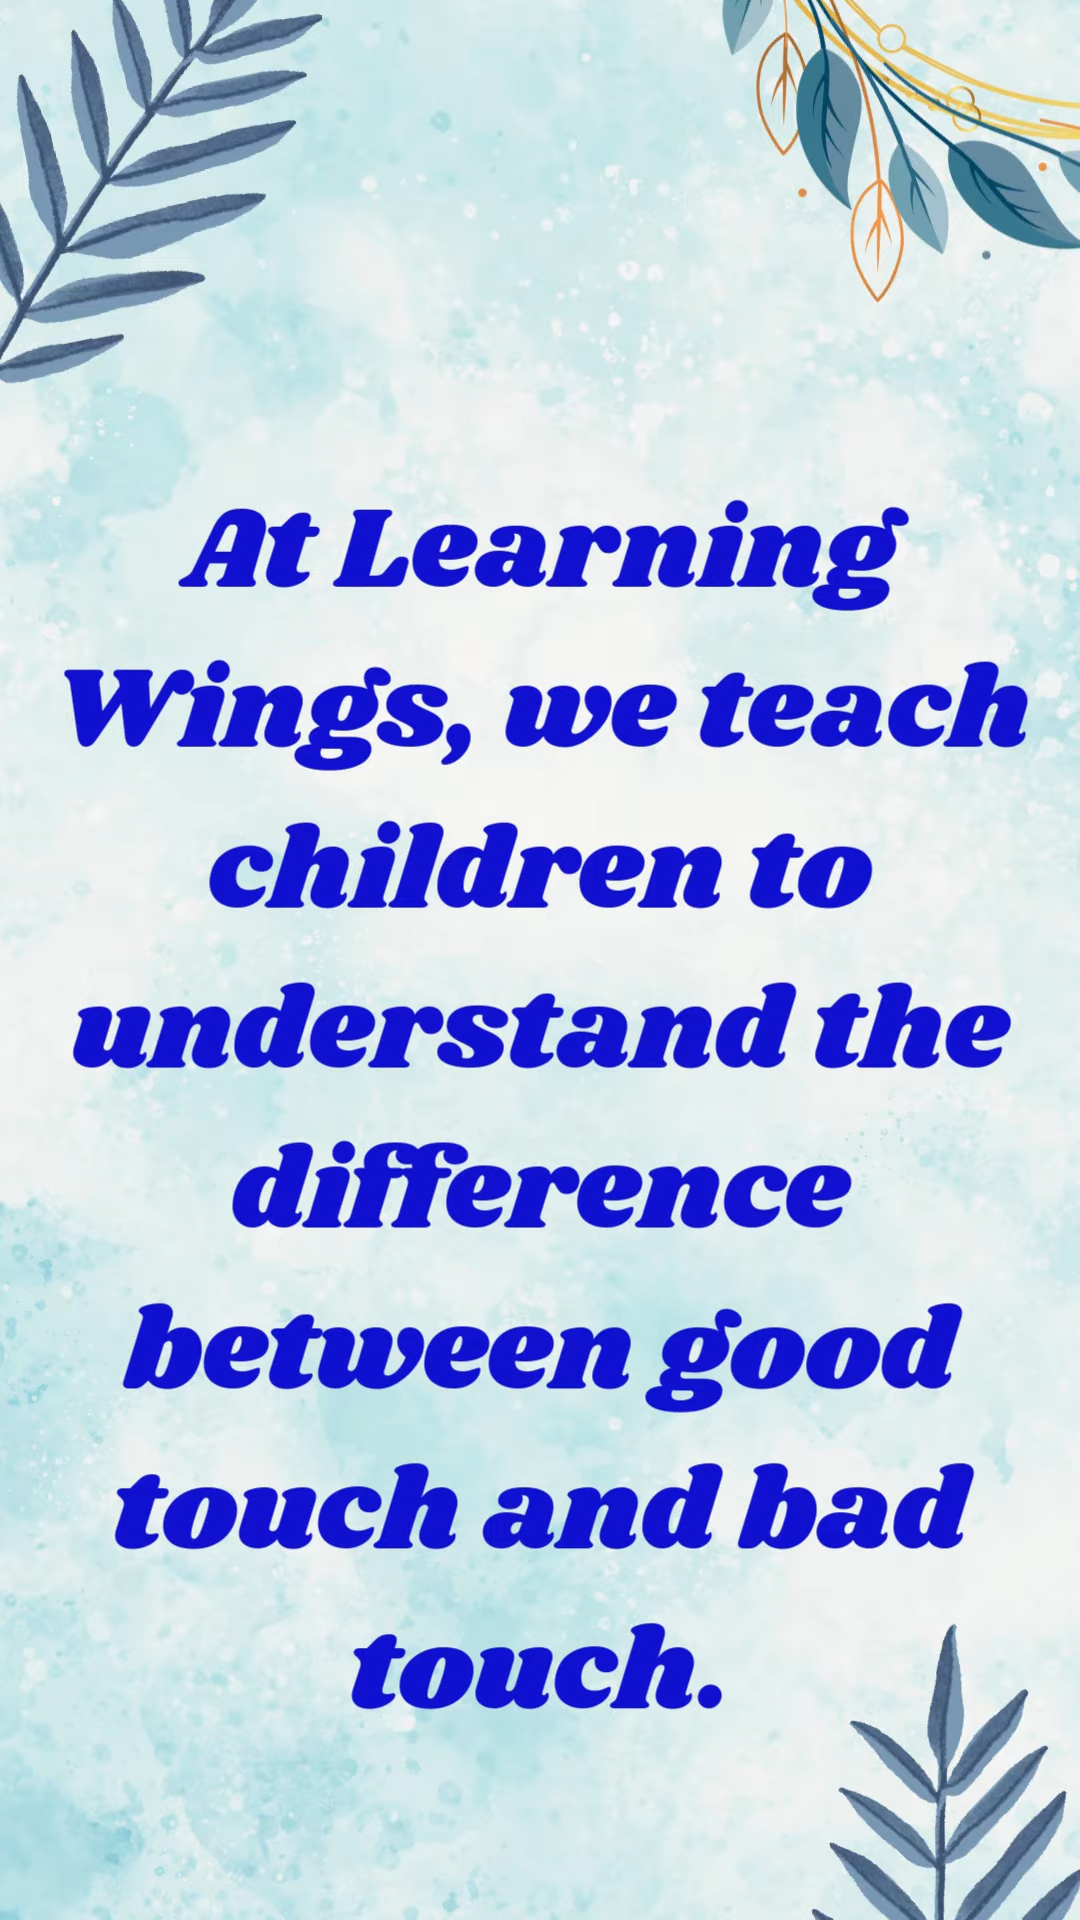 At Learning
Wings, we teach
children to
understand the
difference
between good
touch and bad
touch.